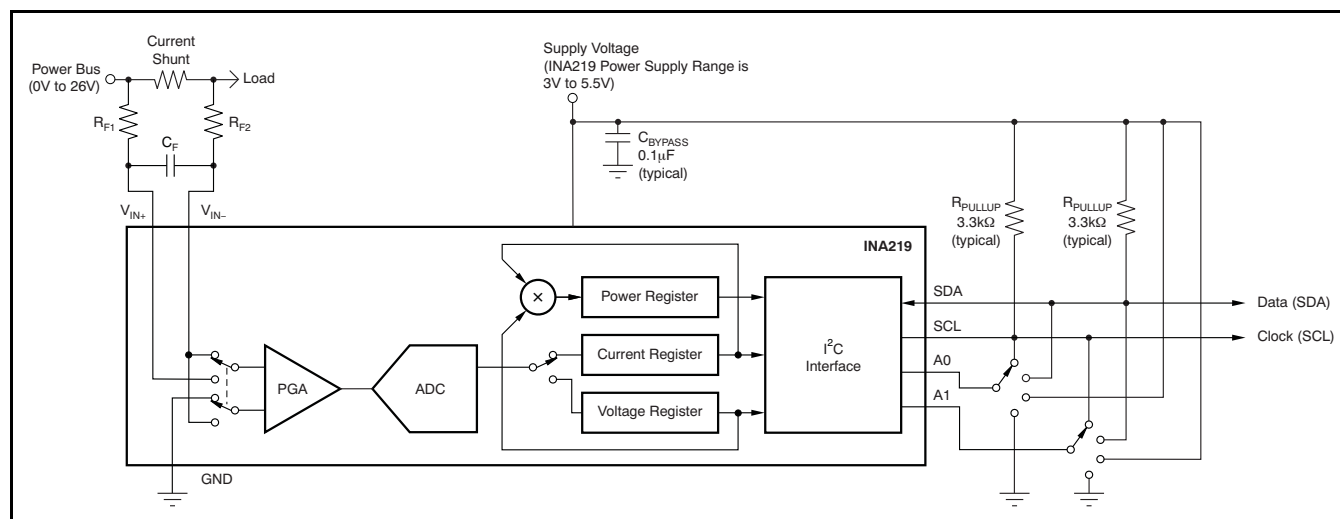 Current
Shunt
Power Bus
(0V to 26V)
Load
R_F1
R_F2
C_F
V_IN+
V_IN–
Supply Voltage
(INA219 Power Supply Range is
3V to 5.5V)
C_BYPASS
0.1μF
(typical)
R_PULLUP
3.3kΩ
(typical)
R_PULLUP
3.3kΩ
(typical)
INA219
×
Power Register
Current Register
Voltage Register
PGA
ADC
I²C
Interface
SDA
SCL
A0
A1
Data (SDA)
Clock (SCL)
GND